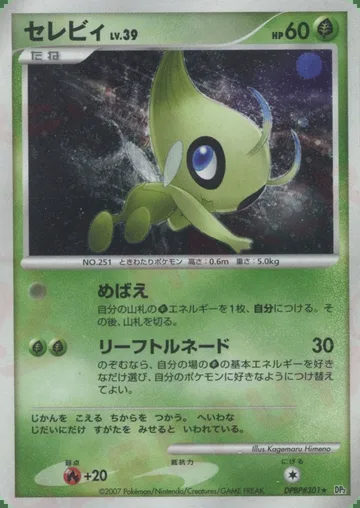 セレビィ LV.39 HP60
たね
NO.251 ときわたりポケモン 高さ：0.6m 重さ：5.0kg
めばえ
自分の山札のエネルギーを1枚、自分につける。そ
の後、山札を切る。
リーフトルネード 30
のぞむなら、自分の場のの基本エネルギーを好き
なだけ選び、自分のポケモンに好きなようにつけ替え
てよい。
じかんを こえる ちからを つかう。へいわな
じだいにだけ すがたを みせると いわれている。
Illus.Kagemaru Himeno
弱点 抵抗力 にげる
+20
©2007 Pokémon/Nintendo/Creatures/GAME FREAK. DPBP#301★ DP3